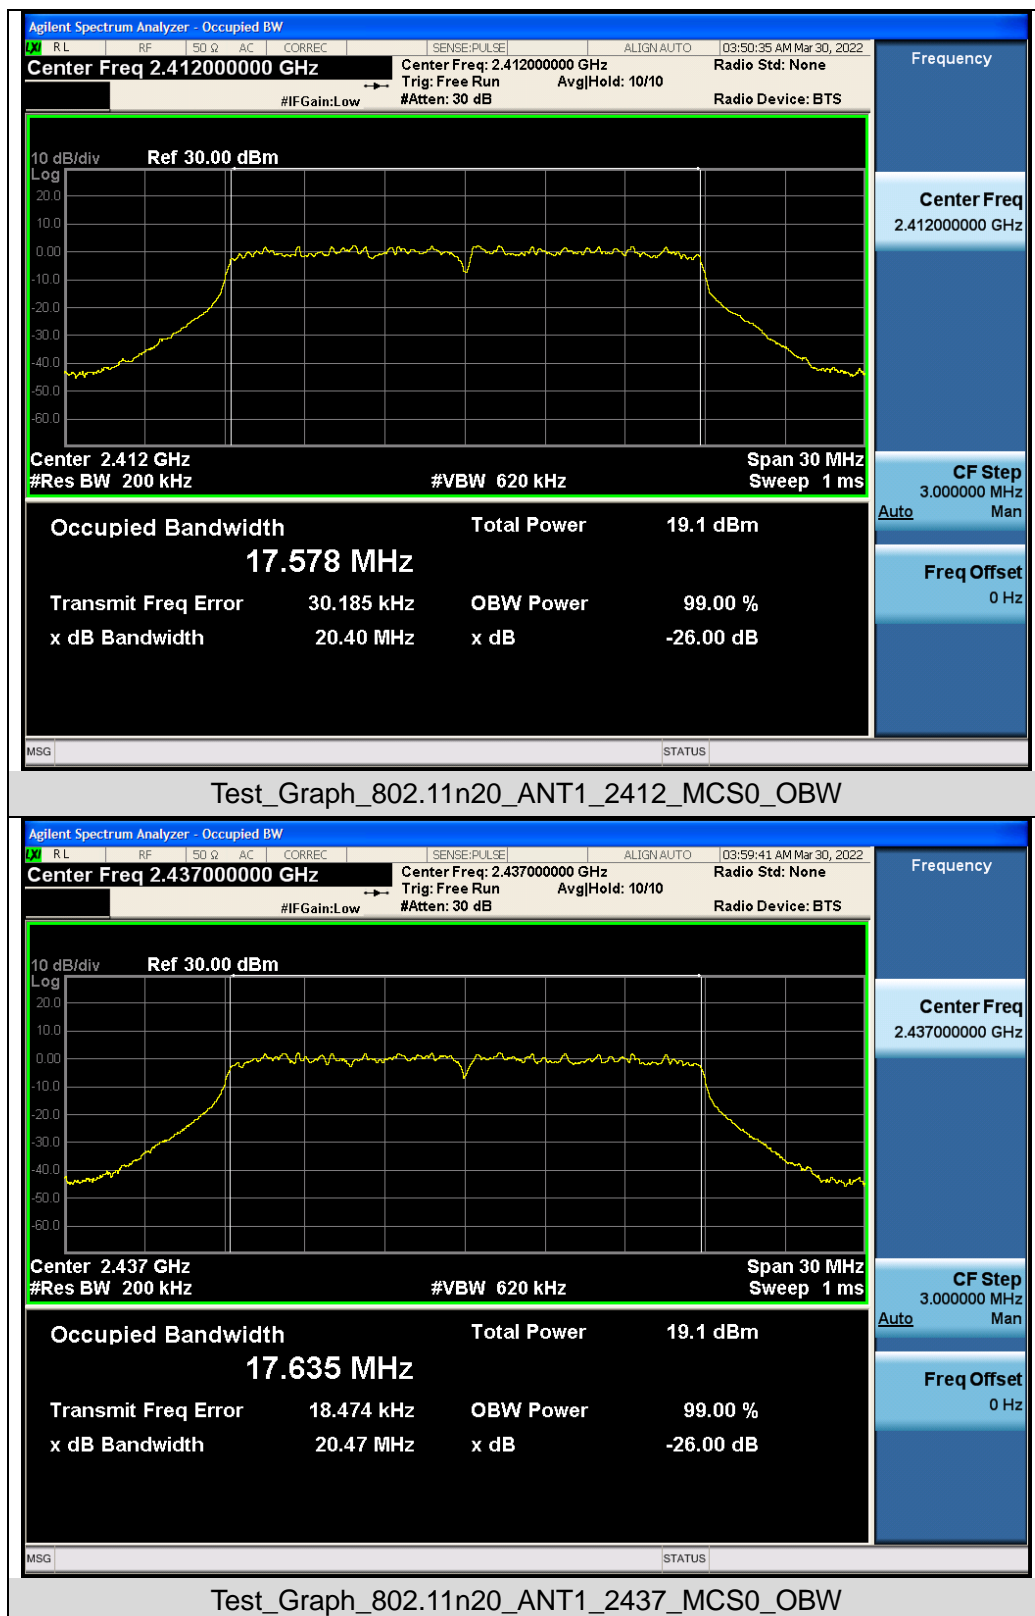 Agilent Spectrum Analyzer - Occupied BW
LXI RL RF 50 Ω AC CORREC SENSE:PULSE ALIGN AUTO 03:50:35 AM Mar 30, 2022
Center Freq 2.412000000 GHz
Center Freq: 2.412000000 GHz
Radio Std: None
Trig: Free Run
Avg|Hold: 10/10
#IFGain:Low
#Atten: 30 dB
Radio Device: BTS
10 dB/div
Ref 30.00 dBm
Log
20.0
10.0
0.00
-10.0
-20.0
-30.0
-40.0
-50.0
-60.0
Center 2.412 GHz
Span 30 MHz
#Res BW 200 kHz
#VBW 620 kHz
Sweep 1 ms
Occupied Bandwidth
Total Power 19.1 dBm
17.578 MHz
Transmit Freq Error 30.185 kHz
OBW Power 99.00 %
x dB Bandwidth 20.40 MHz
x dB -26.00 dB
MSG
STATUS
Frequency
Center Freq
2.412000000 GHz
CF Step
3.000000 MHz
Auto Man
Freq Offset
0 Hz
Test_Graph_802.11n20_ANT1_2412_MCS0_OBW
Agilent Spectrum Analyzer - Occupied BW
LXI RL RF 50 Ω AC CORREC SENSE:PULSE ALIGN AUTO 03:59:41 AM Mar 30, 2022
Center Freq 2.437000000 GHz
Center Freq: 2.437000000 GHz
Radio Std: None
Trig: Free Run
Avg|Hold: 10/10
#IFGain:Low
#Atten: 30 dB
Radio Device: BTS
10 dB/div
Ref 30.00 dBm
Log
20.0
10.0
0.00
-10.0
-20.0
-30.0
-40.0
-50.0
-60.0
Center 2.437 GHz
Span 30 MHz
#Res BW 200 kHz
#VBW 620 kHz
Sweep 1 ms
Occupied Bandwidth
Total Power 19.1 dBm
17.635 MHz
Transmit Freq Error 18.474 kHz
OBW Power 99.00 %
x dB Bandwidth 20.47 MHz
x dB -26.00 dB
MSG
STATUS
Frequency
Center Freq
2.437000000 GHz
CF Step
3.000000 MHz
Auto Man
Freq Offset
0 Hz
Test_Graph_802.11n20_ANT1_2437_MCS0_OBW